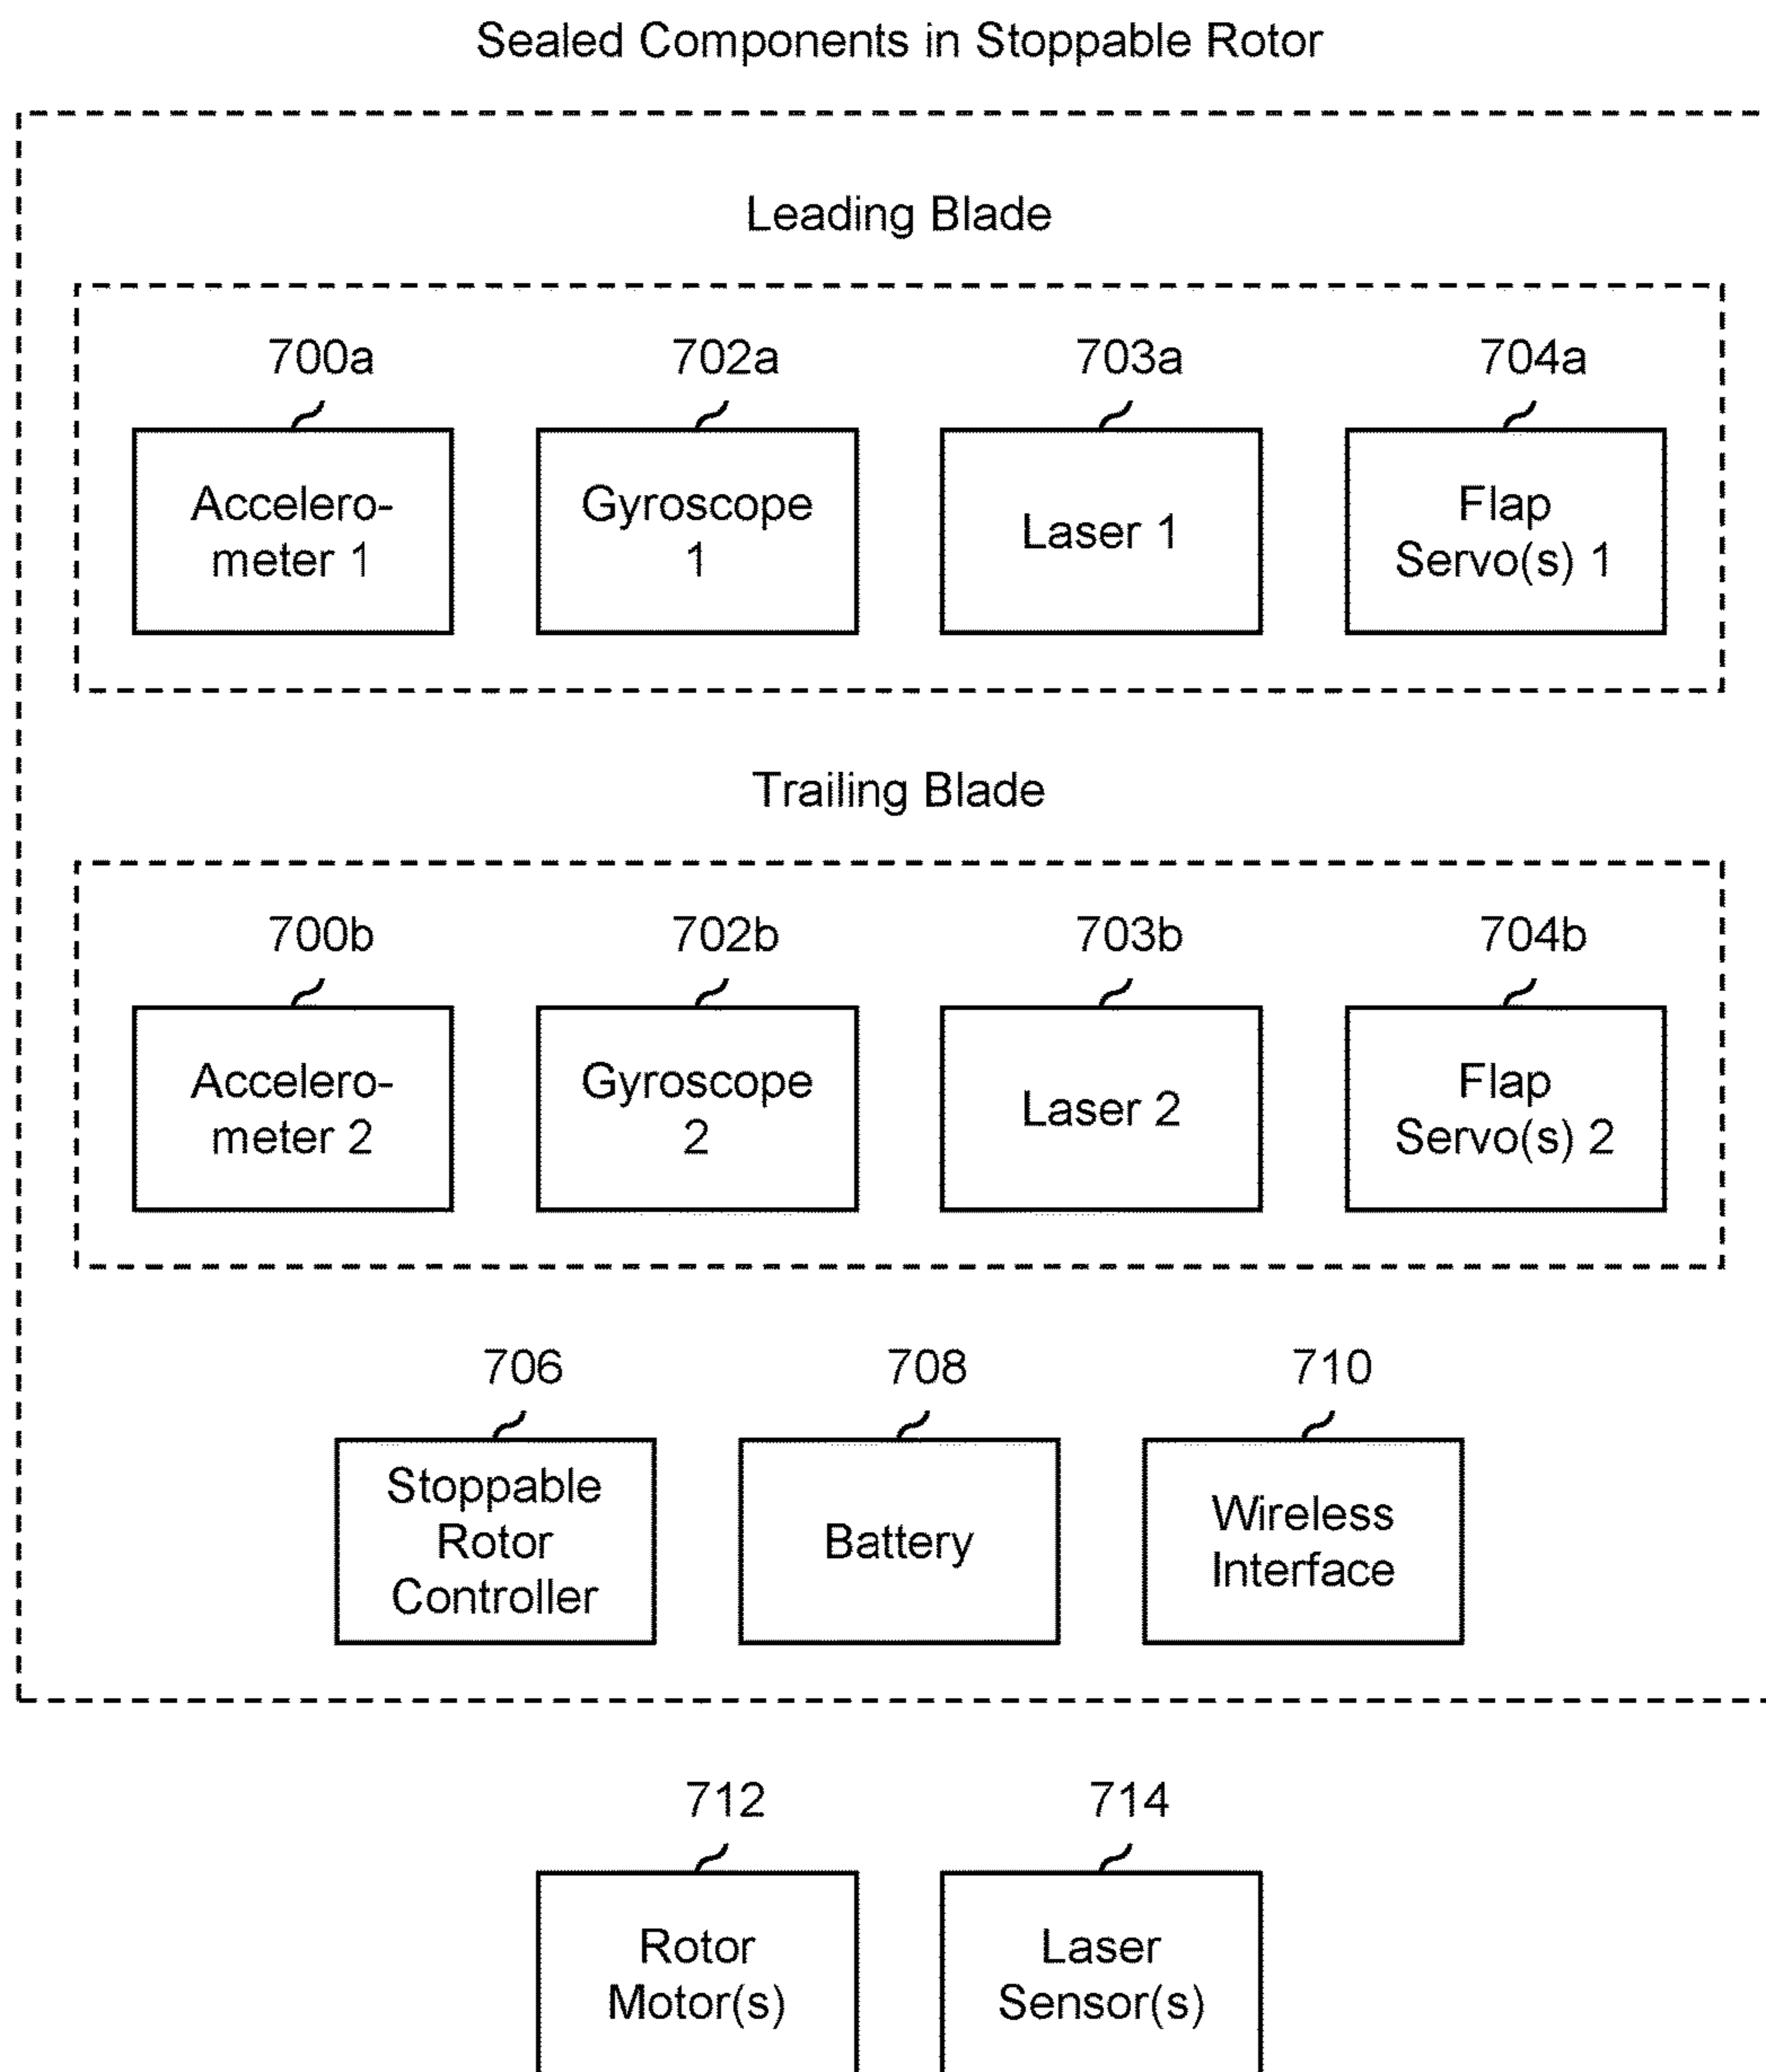 Sealed Components in Stoppable Rotor
Leading Blade
700a 702a 703a 704a
Accelero-
meter 1
Gyroscope
1
Laser 1
Flap
Servo(s) 1
Trailing Blade
700b 702b 703b 704b
Accelero-
meter 2
Gyroscope
2
Laser 2
Flap
Servo(s) 2
706 708 710
Stoppable
Rotor
Controller
Battery
Wireless
Interface
712 714
Rotor
Motor(s)
Laser
Sensor(s)